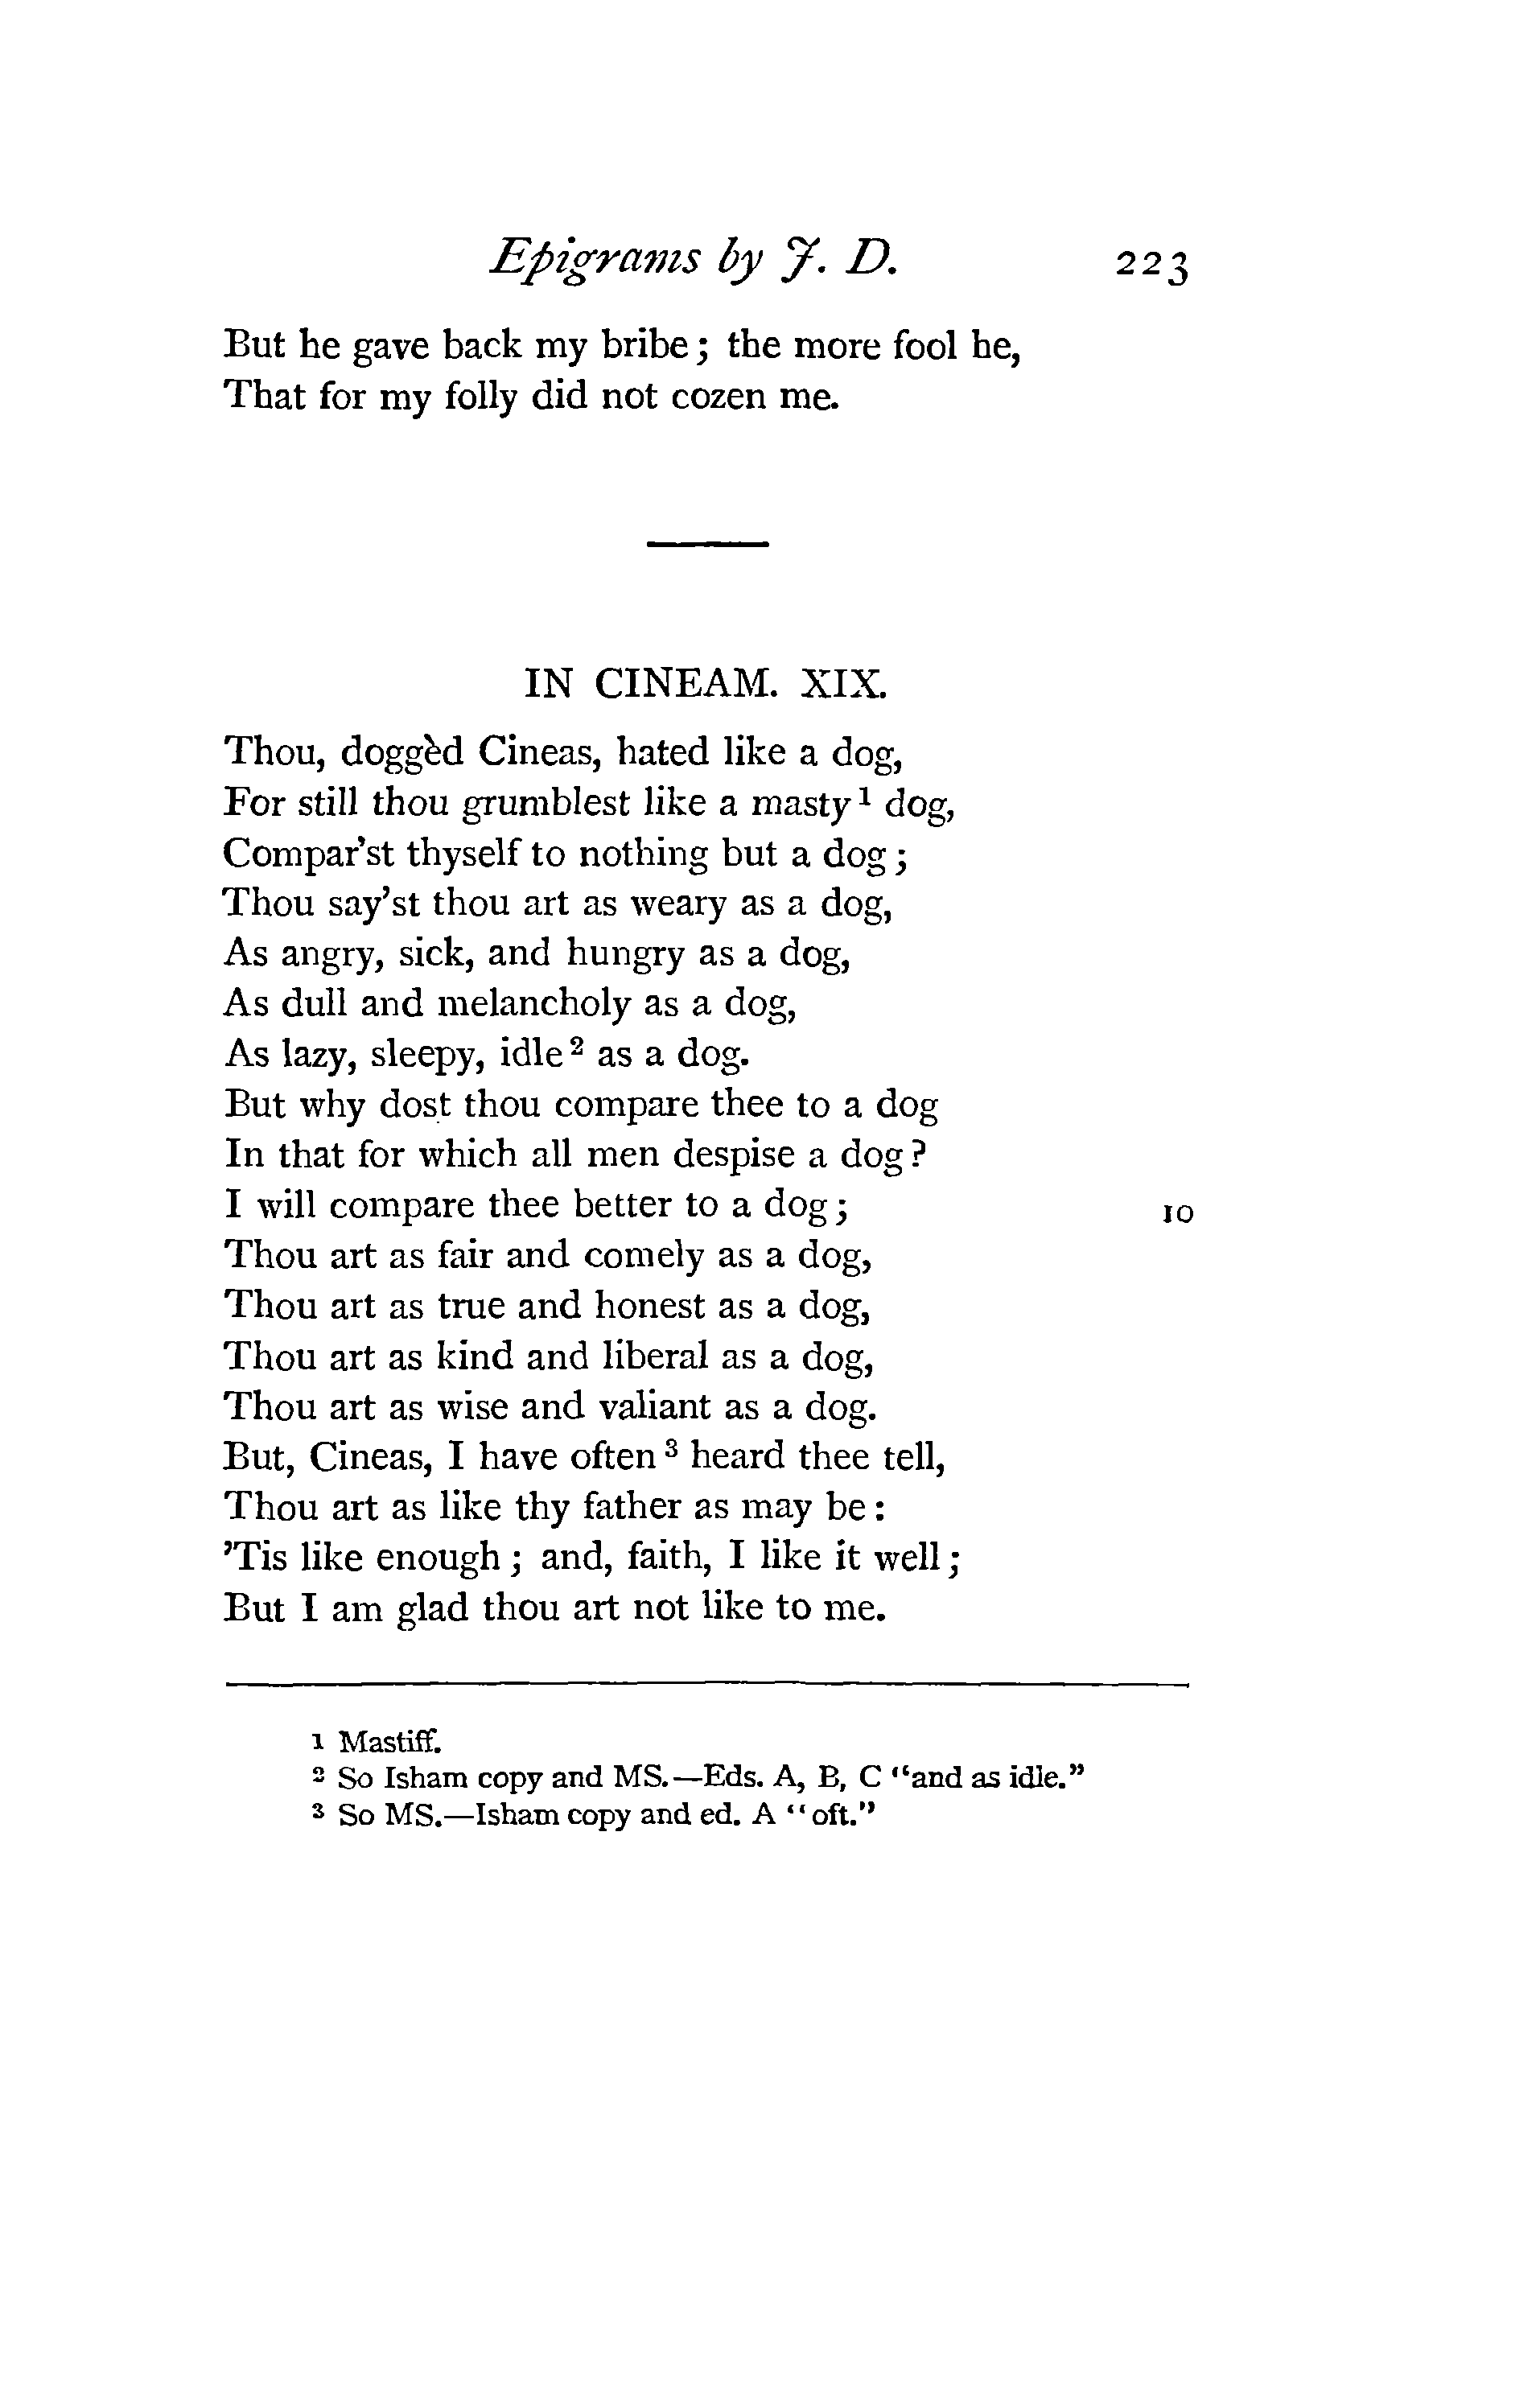 Epigrams by J. D. 223
But he gave back my bribe; the more fool he,
That for my folly did not cozen me.
IN CINEAM. XIX.
Thou, doggèd Cineas, hated like a dog,
For still thou grumblest like a masty¹ dog,
Compar'st thyself to nothing but a dog;
Thou say'st thou art as weary as a dog,
As angry, sick, and hungry as a dog,
As dull and melancholy as a dog,
As lazy, sleepy, idle² as a dog.
But why dost thou compare thee to a dog
In that for which all men despise a dog?
I will compare thee better to a dog; 10
Thou art as fair and comely as a dog,
Thou art as true and honest as a dog,
Thou art as kind and liberal as a dog,
Thou art as wise and valiant as a dog.
But, Cineas, I have often³ heard thee tell,
Thou art as like thy father as may be:
'Tis like enough; and, faith, I like it well;
But I am glad thou art not like to me.
¹ Mastiff.
² So Isham copy and MS.—Eds. A, B, C "and as idle."
³ So MS.—Isham copy and ed. A "oft."